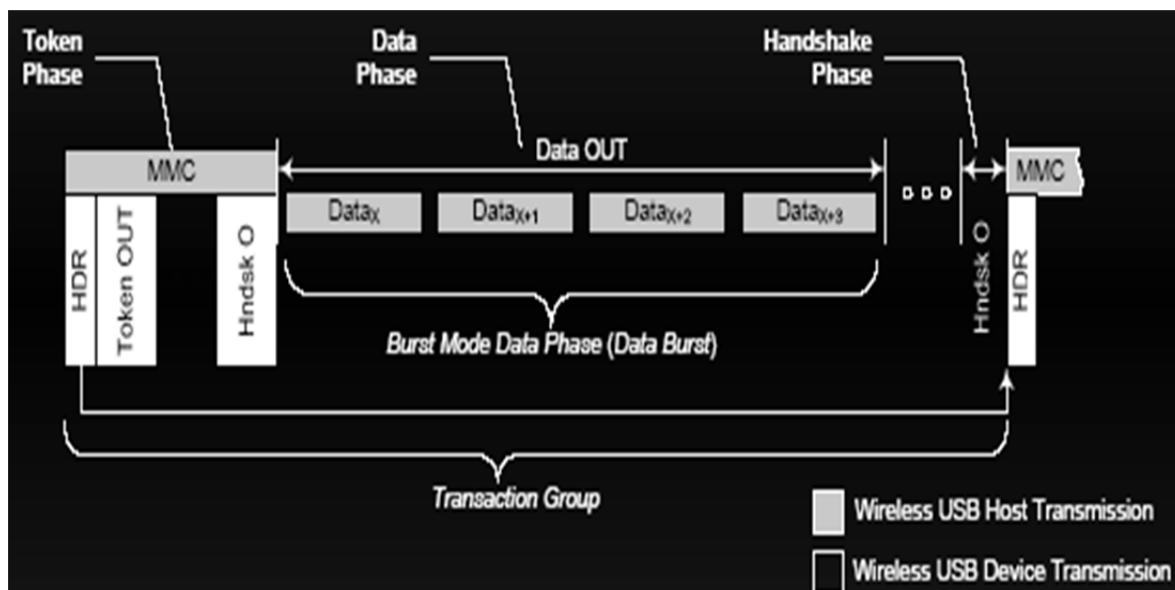 Token
Phase
Data
Phase
Handshake
Phase
MMC
Data OUT
MMC
DataX
DataX+1
DataX+2
DataX+3
HDR
Token OUT
Hndsk O
Hndsk O
HDR
Burst Mode Data Phase (Data Burst)
Transaction Group
Wireless USB Host Transmission
Wireless USB Device Transmission